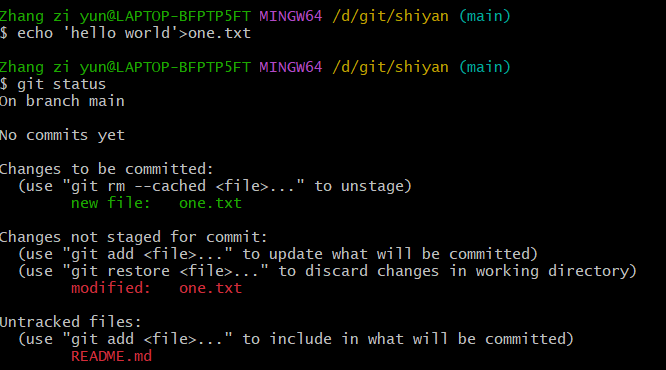 Zhang zi yun@LAPTOP-BFPTP5FT MINGW64 /d/git/shiyan (main)
$ echo 'hello world'>one.txt
Zhang zi yun@LAPTOP-BFPTP5FT MINGW64 /d/git/shiyan (main)
$ git status
On branch main
No commits yet
Changes to be committed:
  (use "git rm --cached <file>..." to unstage)
        new file:   one.txt
Changes not staged for commit:
  (use "git add <file>..." to update what will be committed)
  (use "git restore <file>..." to discard changes in working directory)
        modified:   one.txt
Untracked files:
  (use "git add <file>..." to include in what will be committed)
        README.md